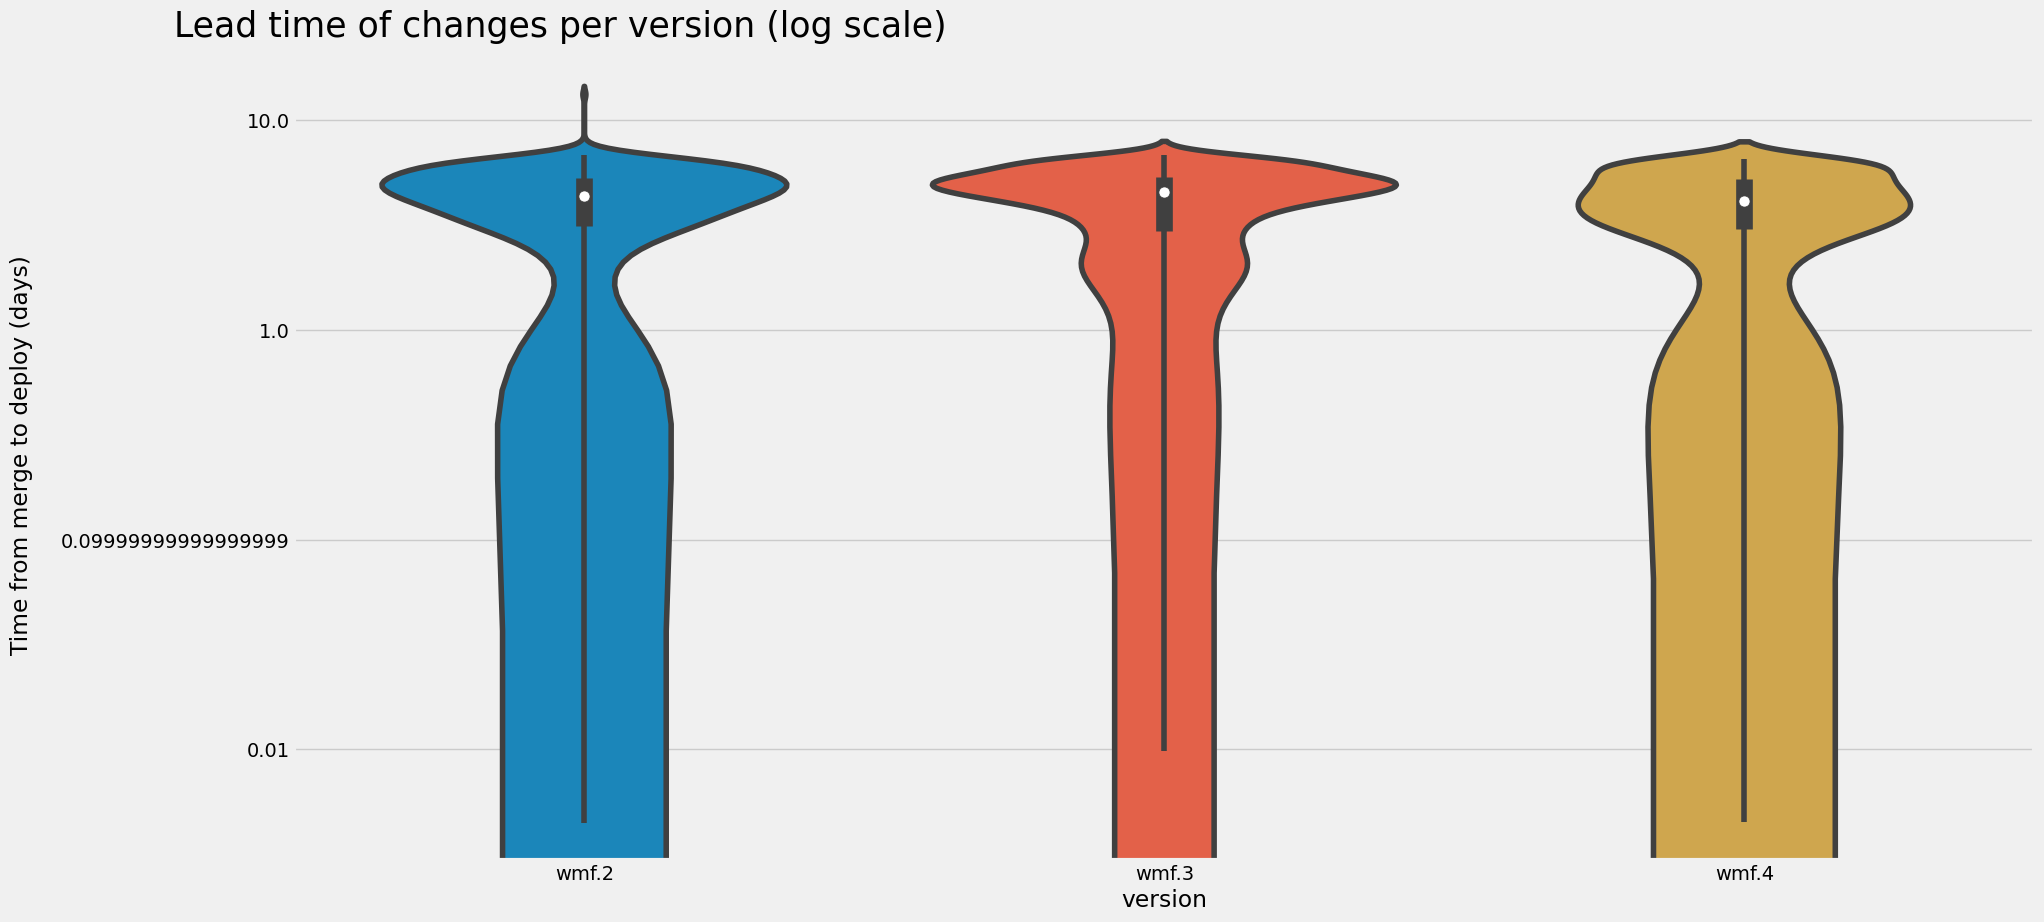 Lead time of changes per version (log scale)
Time from merge to deploy (days)
10.0
1.0
0.09999999999999999
0.01
wmf.2
wmf.3
wmf.4
version